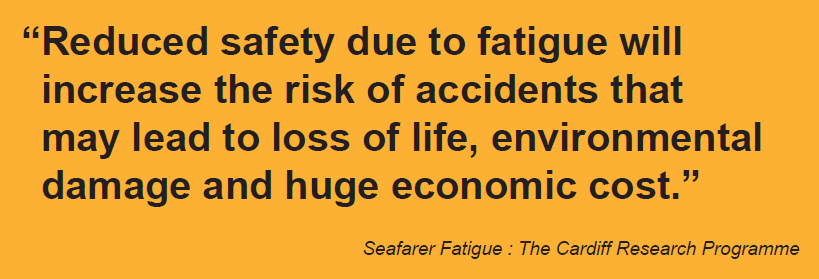 “Reduced safety due to fatigue will
increase the risk of accidents that
may lead to loss of life, environmental
damage and huge economic cost.”
Seafarer Fatigue : The Cardiff Research Programme